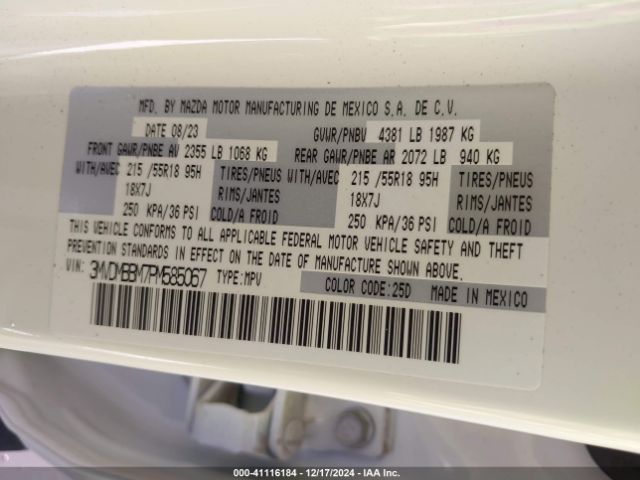 MFD. BY MAZDA MOTOR MANUFACTURING DE MEXICO S.A. DE C.V.
DATE 08/23 GVWR/PNBV 4381 LB 1987 KG
FRONT GAWR/PNBE AV 2355 LB 1068 KG REAR GAWR/PNBE AR 2072 LB 940 KG
WITH/AVEC 215 /55R18 95H TIRES/PNEUS WITH/AVEC 215 /55R18 95H TIRES/PNEUS
18X7J RIMS/JANTES 18X7J RIMS/JANTES
250 KPA/36 PSI COLD/A FROID 250 KPA/36 PSI COLD/A FROID
THIS VEHICLE CONFORMS TO ALL APPLICABLE FEDERAL MOTOR VEHICLE SAFETY AND THEFT
PREVENTION STANDARDS IN EFFECT ON THE DATE OF MANUFACTURE SHOWN ABOVE.
VIN: 3MVDMBBM7PM585067 TYPE:MPV
COLOR CODE:25D MADE IN MEXICO
000-41116184 - 12/17/2024 - IAA Inc.